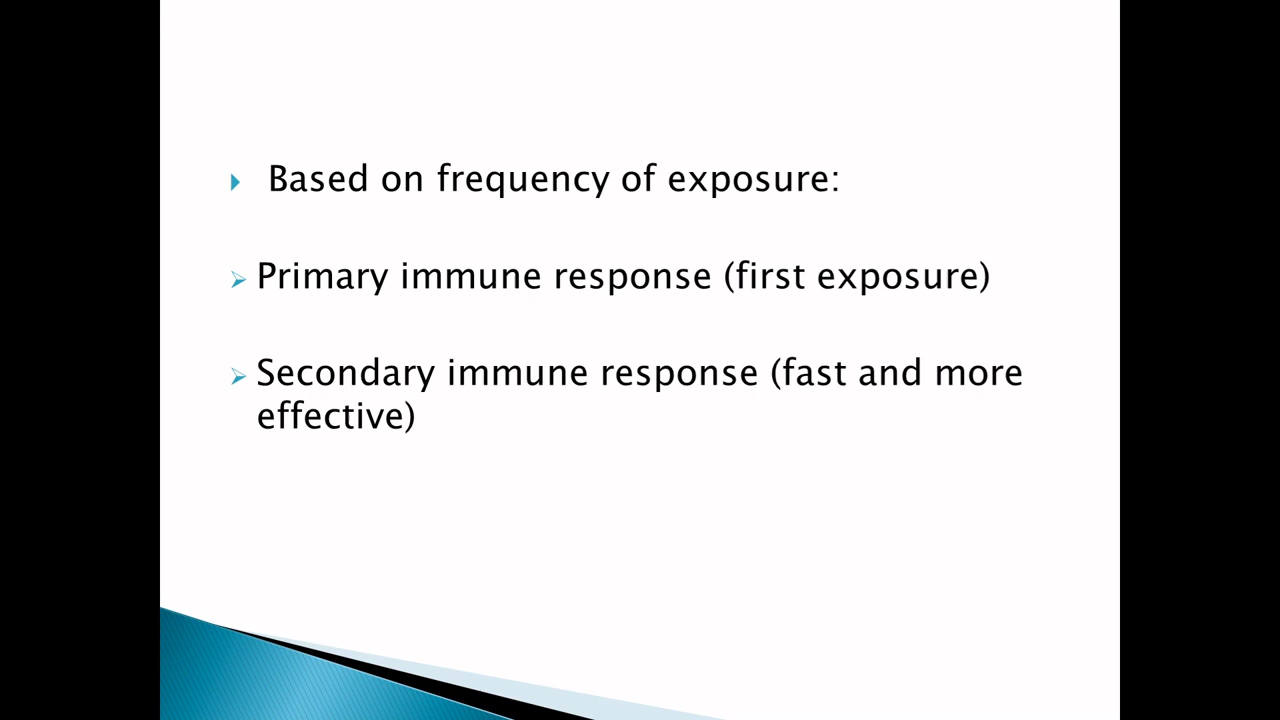 Based on frequency of exposure:
Primary immune response (first exposure)
Secondary immune response (fast and more
effective)